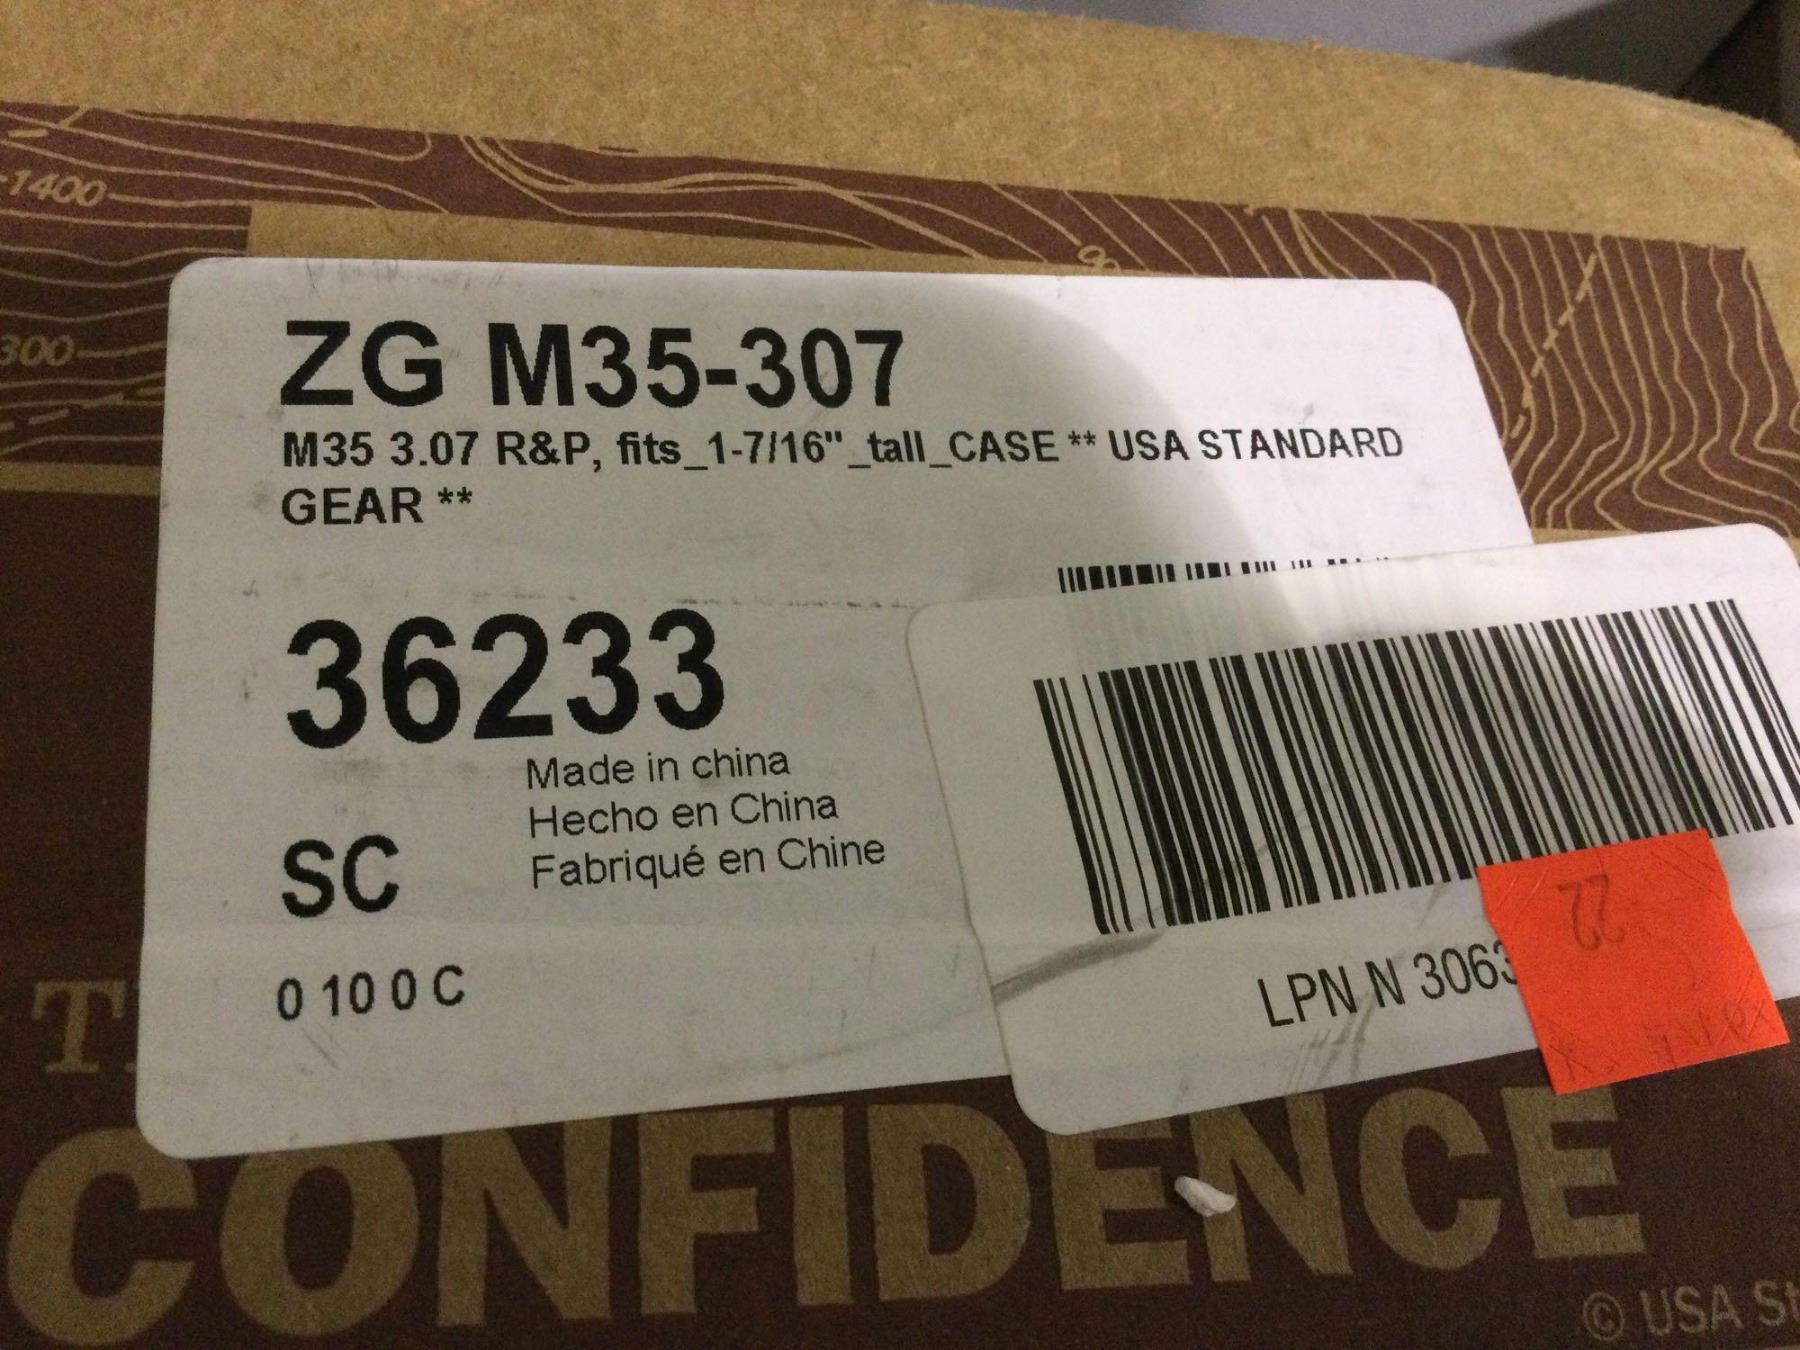 1400
300
ZG M35-307
M35 3.07 R&P, fits_1-7/16"_tall_CASE ** USA STANDARD
GEAR **
36233
Made in china
Hecho en China
Fabriqué en Chine
SC
0 10 0 C
LPN N 3063
22
CONFIDENCE
© USA